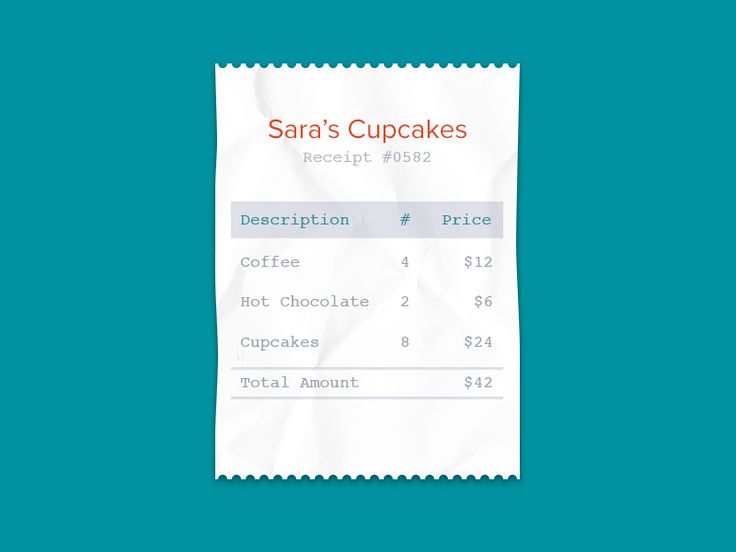 Sara’s Cupcakes
Receipt #0582
Description # Price
Coffee 4 $12
Hot Chocolate 2 $6
Cupcakes 8 $24
Total Amount $42